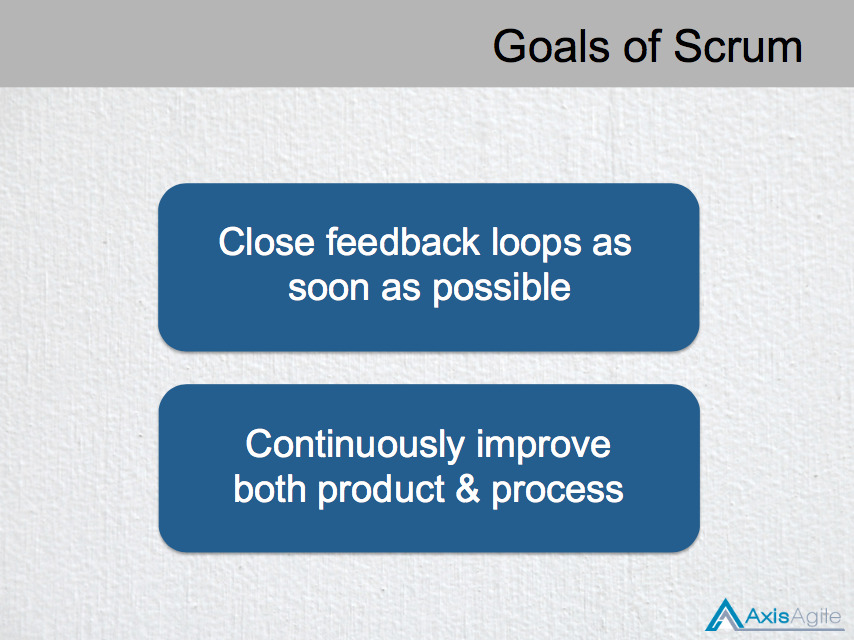 Goals of Scrum
Close feedback loops as
soon as possible
Continuously improve
both product & process
AxisAgile